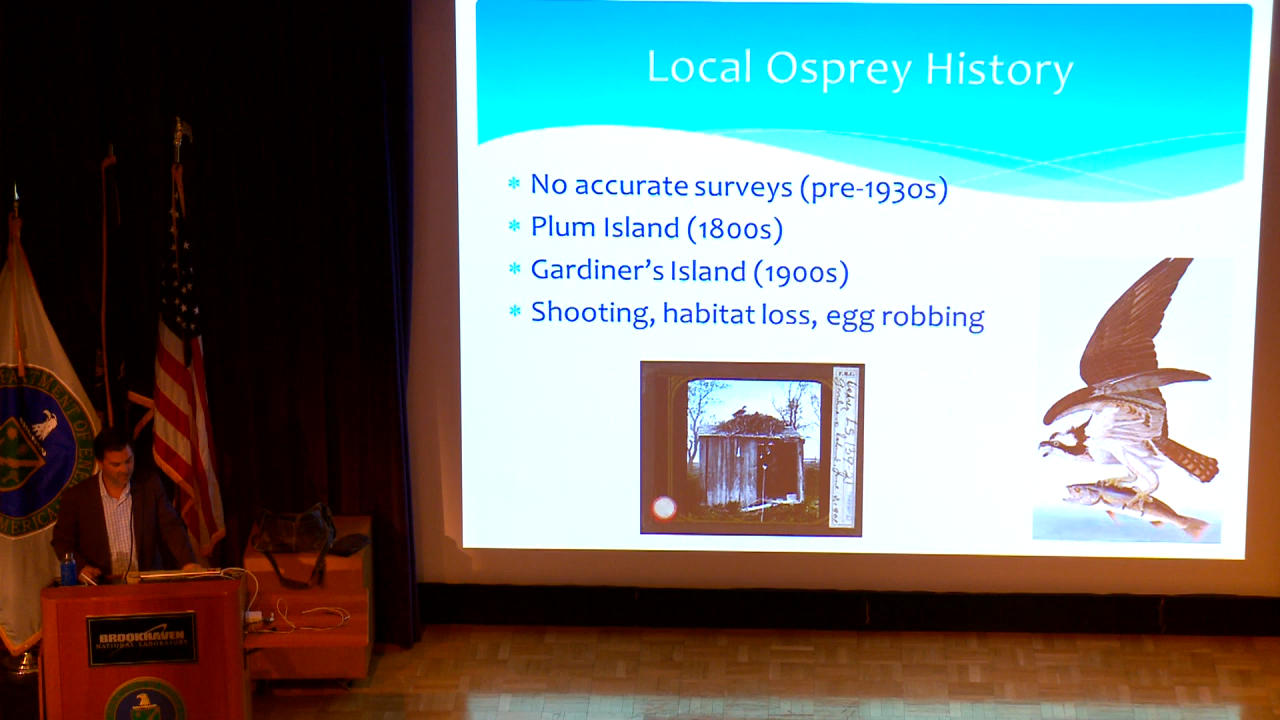 Local Osprey History
* No accurate surveys (pre-1930s)
* Plum Island (1800s)
* Gardiner's Island (1900s)
* Shooting, habitat loss, egg robbing
BROOKHAVEN
NATIONAL LABORATORY